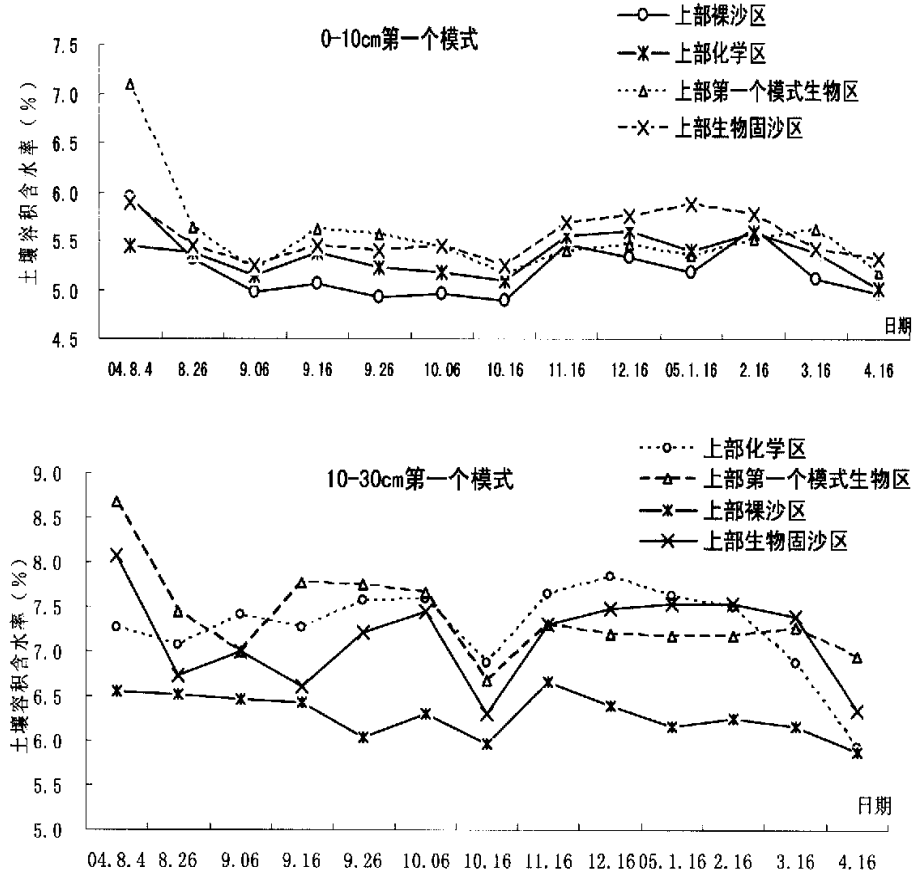 0-10cm第一个模式
上部裸沙区
上部化学区
上部第一个模式生物区
上部生物固沙区
土壤容积含水率（%）
7.5
7.0
6.5
6.0
5.5
5.0
4.5
日期
04.8.4 8.26 9.06 9.16 9.26 10.06 10.16 11.16 12.16 05.1.16 2.16 3.16 4.16
10-30cm第一个模式
上部化学区
上部第一个模式生物区
上部裸沙区
上部生物固沙区
土壤容积含水率（%）
9.0
8.5
8.0
7.5
7.0
6.5
6.0
5.5
5.0
日期
04.8.4 8.26 9.06 9.16 9.26 10.06 10.16 11.16 12.16 05.1.16 2.16 3.16 4.16